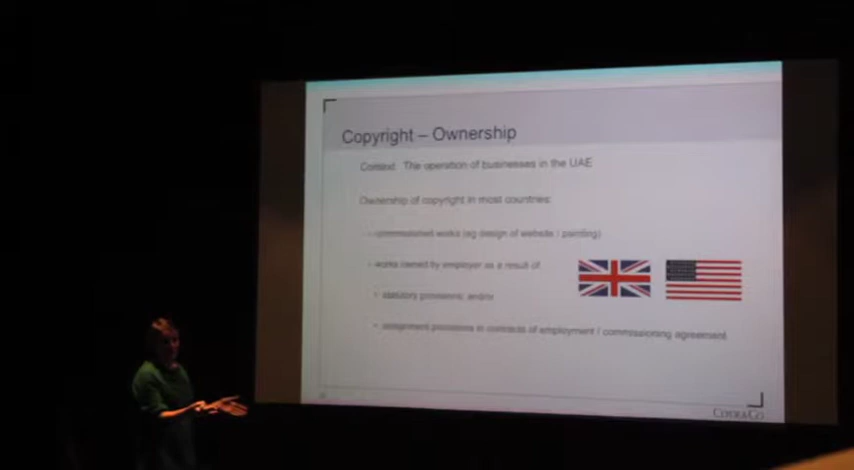 Copyright – Ownership
Context: The operation of businesses in the UAE
Ownership of copyright in most countries:
- commissioned works (eg design of website / painting)
- works owned by employer as a result of
• statutory provisions; and/or
• assignment provisions in contracts of employment / commissioning agreement
CLYDE&CO